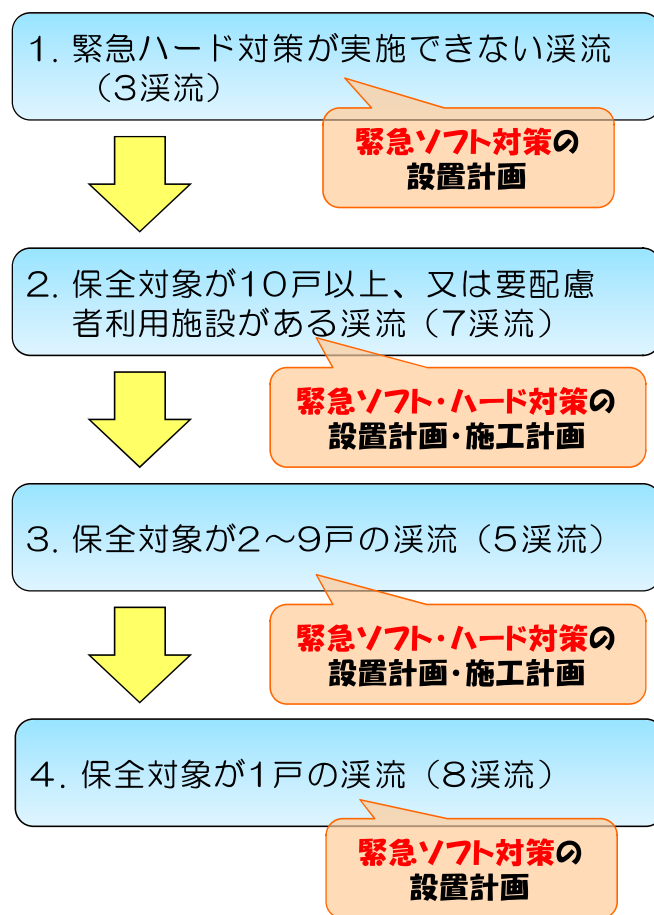 1. 緊急ハード対策が実施できない渓流
（3渓流）
緊急ソフト対策の
設置計画
2. 保全対象が10戸以上、又は要配慮
者利用施設がある渓流（7渓流）
緊急ソフト・ハード対策の
設置計画・施工計画
3. 保全対象が2～9戸の渓流（5渓流）
緊急ソフト・ハード対策の
設置計画・施工計画
4. 保全対象が1戸の渓流（8渓流）
緊急ソフト対策の
設置計画